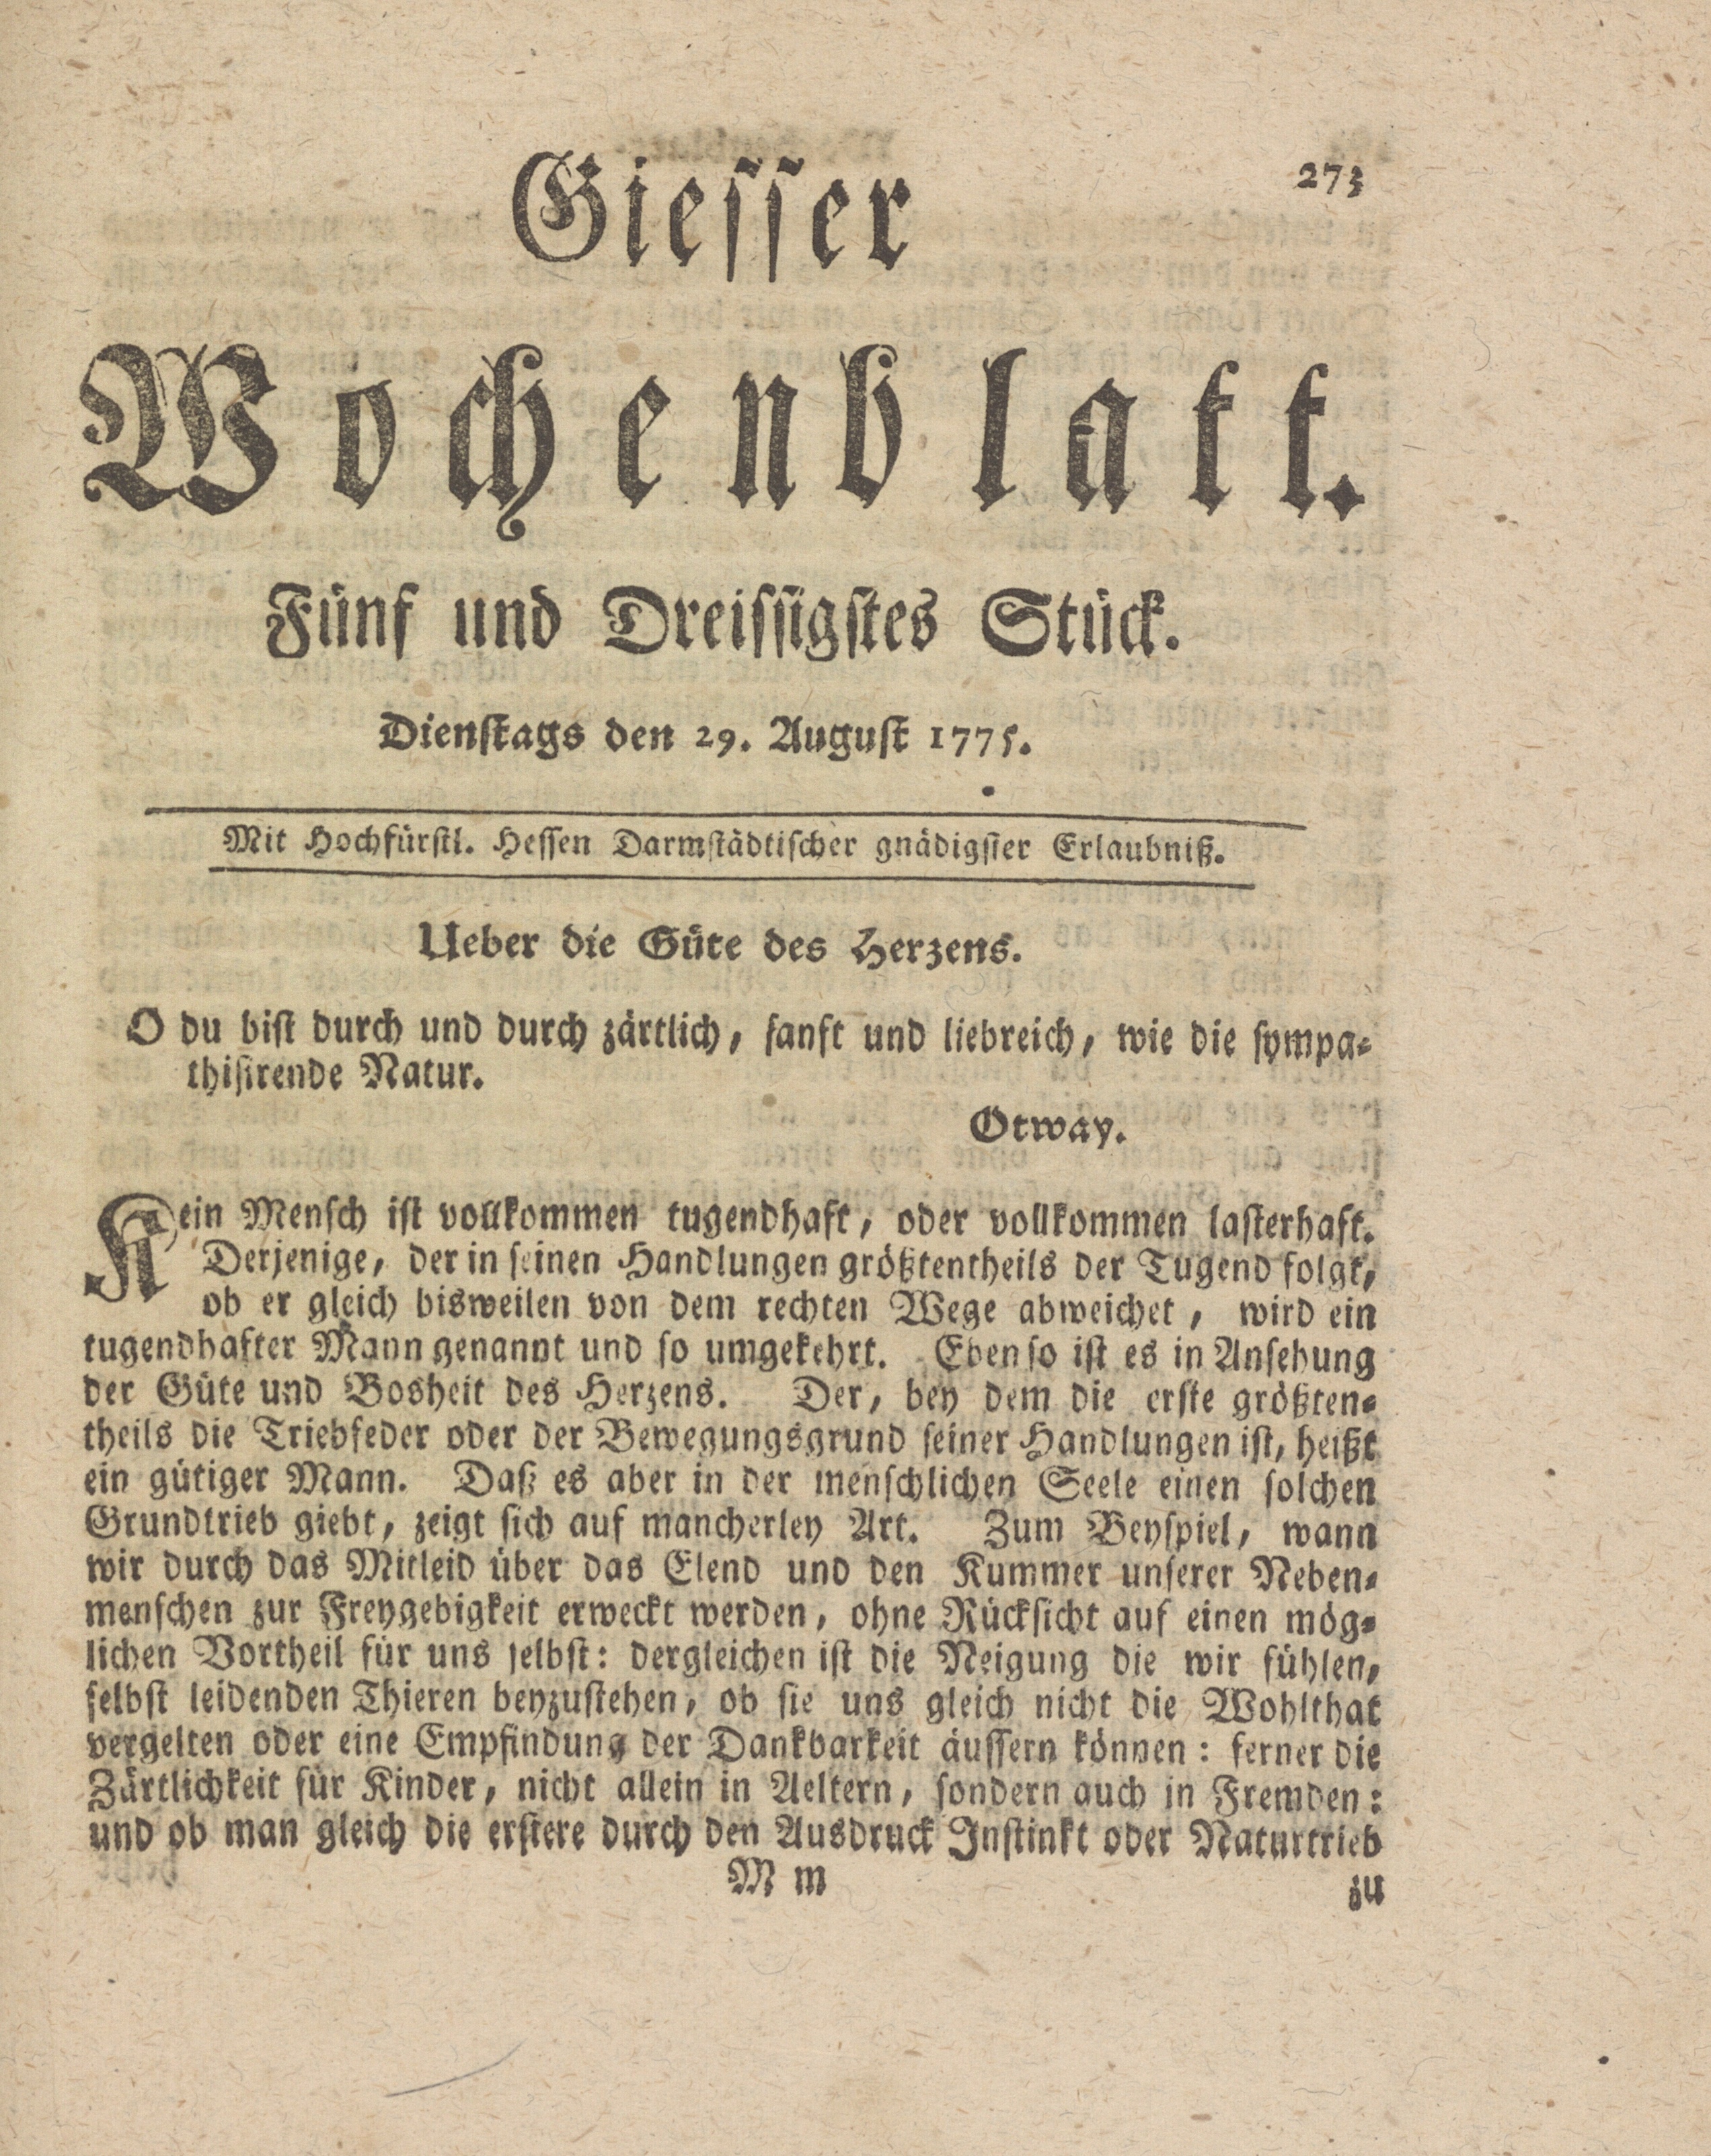 273
Giesser
Wochenblatt.
Fünf und Dreissigstes Stück.
Dienstags den 29. August 1775.
Mit Hochfürstl. Hessen Darmstädtischer gnädigster Erlaubniß.
Ueber die Güte des Herzens.
O du bist durch und durch zärtlich, sanft und liebreich, wie die sympa-
thisirende Natur.
Otway.
Kein Mensch ist vollkommen tugendhaft, oder vollkommen lasterhaft.
Derjenige, der in seinen Handlungen größtentheils der Tugend folgt,
ob er gleich bisweilen von dem rechten Wege abweichet, wird ein
tugendhafter Mann genannt und so umgekehrt. Eben so ist es in Ansehung
der Güte und Bosheit des Herzens. Der, bey dem die erste größten-
theils die Triebfeder oder der Bewegungsgrund seiner Handlungen ist, heißt
ein gütiger Mann. Daß es aber in der menschlichen Seele einen solchen
Grundtrieb giebt, zeigt sich auf mancherley Art. Zum Beyspiel, wann
wir durch das Mitleid über das Elend und den Kummer unserer Neben-
menschen zur Freygebigkeit erweckt werden, ohne Rücksicht auf einen mög-
lichen Vortheil für uns selbst: dergleichen ist die Neigung die wir fühlen,
selbst leidenden Thieren beyzustehen, ob sie uns gleich nicht die Wohlthat
vergelten oder eine Empfindung der Dankbarkeit äussern können: ferner die
Zärtlichkeit für Kinder, nicht allein in Aeltern, sondern auch in Fremden:
und ob man gleich die erstere durch den Ausdruck Instinkt oder Naturtrieb
M m
zu